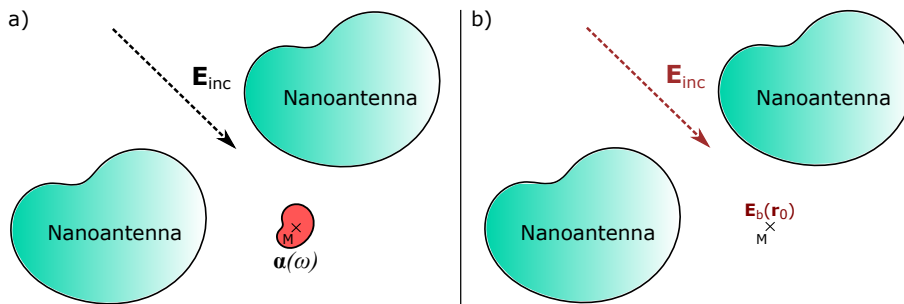 a)
E_inc
Nanoantenna
Nanoantenna
M
α(ω)
b)
E_inc
Nanoantenna
Nanoantenna
E_b(r_0)
M